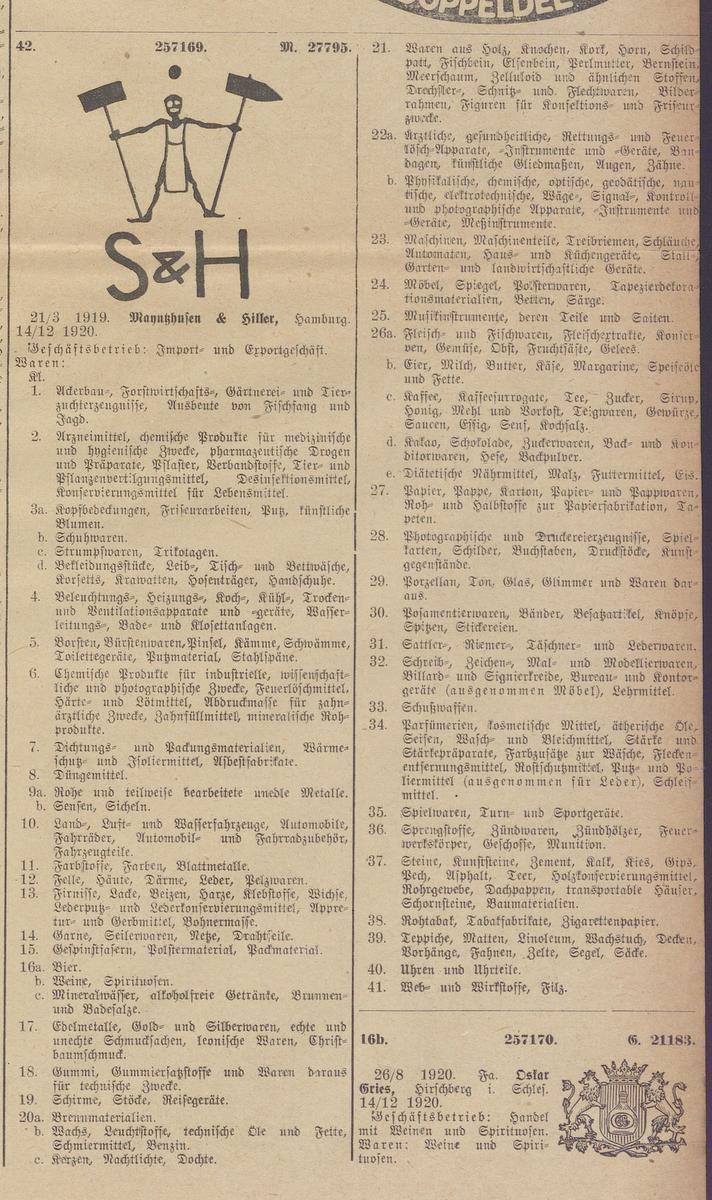 DOPPELDEE
42. 257169. M. 27795.
S&H
21/3 1919. Mayntzhusen & Hiller, Hamburg.
14/12 1920.
Geschäftsbetrieb: Import- und Exportgeschäft.
Waren:
Kl.
1. Ackerbau-, Forstwirtschafts-, Gärtnerei- und Tier-
zuchterzeugnisse, Ausbeute von Fischfang und
Jagd.
2. Arzneimittel, chemische Produkte für medizinische
und hygienische Zwecke, pharmazeutische Drogen
und Präparate, Pflaster, Verbandstoffe, Tier- und
Pflanzenvertilgungsmittel, Desinfektionsmittel,
Konservierungsmittel für Lebensmittel.
3a. Kopfbedeckungen, Friseurarbeiten, Putz, künstliche
Blumen.
b. Schuhwaren.
c. Strumpfwaren, Trikotagen.
d. Bekleidungsstücke, Leib-, Tisch- und Bettwäsche,
Korsetts, Krawatten, Hosenträger, Handschuhe.
4. Beleuchtungs-, Heizungs-, Koch-, Kühl-, Trocken-
und Ventilationsapparate und -geräte, Wasser-
leitungs-, Bade- und Klosettanlagen.
5. Borsten, Bürstenwaren, Pinsel, Kämme, Schwämme,
Toilettegeräte, Putzmaterial, Stahlspäne.
6. Chemische Produkte für industrielle, wissenschaft-
liche und photographische Zwecke, Feuerlöschmittel,
Härte- und Lötmittel, Abdruckmasse für zahn-
ärztliche Zwecke, Zahnfüllmittel, mineralische Roh-
produkte.
7. Dichtungs- und Packungsmaterialien, Wärme-
schutz- und Isoliermittel, Asbestfabrikate.
8. Düngemittel.
9a. Rohe und teilweise bearbeitete unedle Metalle.
b. Sensen, Sicheln.
10. Land-, Luft- und Wasserfahrzeuge, Automobile,
Fahrräder, Automobil- und Fahrradzubehör,
Fahrzeugteile.
11. Farbstoffe, Farben, Blattmetalle.
12. Felle, Häute, Därme, Leder, Pelzwaren.
13. Firnisse, Lacke, Beizen, Harze, Klebstoffe, Wichse,
Lederputz- und Lederkonservierungsmittel, Appre-
tur- und Gerbmittel, Bohnermasse.
14. Garne, Seilerwaren, Netze, Drahtseile.
15. Gespinstfasern, Polstermaterial, Packmaterial.
16a. Bier.
b. Weine, Spirituosen.
c. Mineralwässer, alkoholfreie Getränke, Brunnen-
und Badesalze.
17. Edelmetalle, Gold- und Silberwaren, echte und
unechte Schmucksachen, leonische Waren, Christ-
baumschmuck.
18. Gummi, Gummiersatzstoffe und Waren daraus
für technische Zwecke.
19. Schirme, Stöcke, Reisegeräte.
20a. Brennmaterialien.
b. Wachs, Leuchtstoffe, technische Öle und Fette,
Schmiermittel, Benzin.
c. Kerzen, Nachtlichte, Dochte.
21. Waren aus Holz, Knochen, Kork, Horn, Schild-
patt, Fischbein, Elfenbein, Perlmutter, Bernstein,
Meerschaum, Zelluloid und ähnlichen Stoffen,
Drechsler-, Schnitz- und Flechtwaren, Bilder-
rahmen, Figuren für Konfektions- und Friseur-
zwecke.
22a. Ärztliche, gesundheitliche, Rettungs- und Feuer-
lösch-Apparate, -Instrumente und -Geräte, Ban-
dagen, künstliche Gliedmaßen, Augen, Zähne.
b. Physikalische, chemische, optische, geodätische, nau-
tische, elektrotechnische, Wäge-, Signal-, Kontroll-
und photographische Apparate, -Instrumente und
-Geräte, Meßinstrumente.
23. Maschinen, Maschinenteile, Treibriemen, Schläuche,
Automaten, Haus- und Küchengeräte, Stall-,
Garten- und landwirtschaftliche Geräte.
24. Möbel, Spiegel, Polsterwaren, Tapezierdekora-
tionsmaterialien, Betten, Särge.
25. Musikinstrumente, deren Teile und Saiten.
26a. Fleisch- und Fischwaren, Fleischextrakte, Konser-
ven, Gemüse, Obst, Fruchtsäfte, Gelees.
b. Eier, Milch, Butter, Käse, Margarine, Speiseöle
und Fette.
c. Kaffee, Kaffeesurrogate, Tee, Zucker, Sirup,
Honig, Mehl und Vorkost, Teigwaren, Gewürze,
Saucen, Essig, Senf, Kochsalz.
d. Kakao, Schokolade, Zuckerwaren, Back- und Kon-
ditorwaren, Hefe, Backpulver.
e. Diätetische Nährmittel, Malz, Futtermittel, Eis.
27. Papier, Pappe, Karton, Papier- und Pappwaren,
Roh- und Halbstoffe zur Papierfabrikation, Ta-
peten.
28. Photographische und Druckereierzeugnisse, Spiel-
karten, Schilder, Buchstaben, Druckstöcke, Kunst-
gegenstände.
29. Porzellan, Ton, Glas, Glimmer und Waren dar-
aus.
30. Posamentierwaren, Bänder, Besatzartikel, Knöpfe,
Spitzen, Stickereien.
31. Sattler-, Riemer-, Täschner- und Lederwaren.
32. Schreib-, Zeichen-, Mal- und Modellierwaren,
Billard- und Signierkreide, Bureau- und Kontor-
geräte (ausgenommen Möbel), Lehrmittel.
33. Schußwaffen.
34. Parfümerien, kosmetische Mittel, ätherische Öle,
Seifen, Wasch- und Bleichmittel, Stärke und
Stärkepräparate, Farbzusätze zur Wäsche, Flecken-
entfernungsmittel, Rostschutzmittel, Putz- und Po-
liermittel (ausgenommen für Leder), Schleif-
mittel.
35. Spielwaren, Turn- und Sportgeräte.
36. Sprengstoffe, Zündwaren, Zündhölzer, Feuer-
werkskörper, Geschosse, Munition.
37. Steine, Kunststeine, Zement, Kalk, Kies, Gips,
Pech, Asphalt, Teer, Holzkonservierungsmittel,
Rohrgewebe, Dachpappen, transportable Häuser,
Schornsteine, Baumaterialien.
38. Rohtabak, Tabakfabrikate, Zigarettenpapier.
39. Teppiche, Matten, Linoleum, Wachstuch, Decken,
Vorhänge, Fahnen, Zelte, Segel, Säcke.
40. Uhren und Uhrteile.
41. Web- und Wirkstoffe, Filz.
16b. 257170. G. 21183.
26/8 1920. Fa. Oskar
Gries, Hirschberg i. Schles.
14/12 1920.
Geschäftsbetrieb: Handel
mit Weinen und Spirituosen.
Waren: Weine und Spiri-
tuosen.